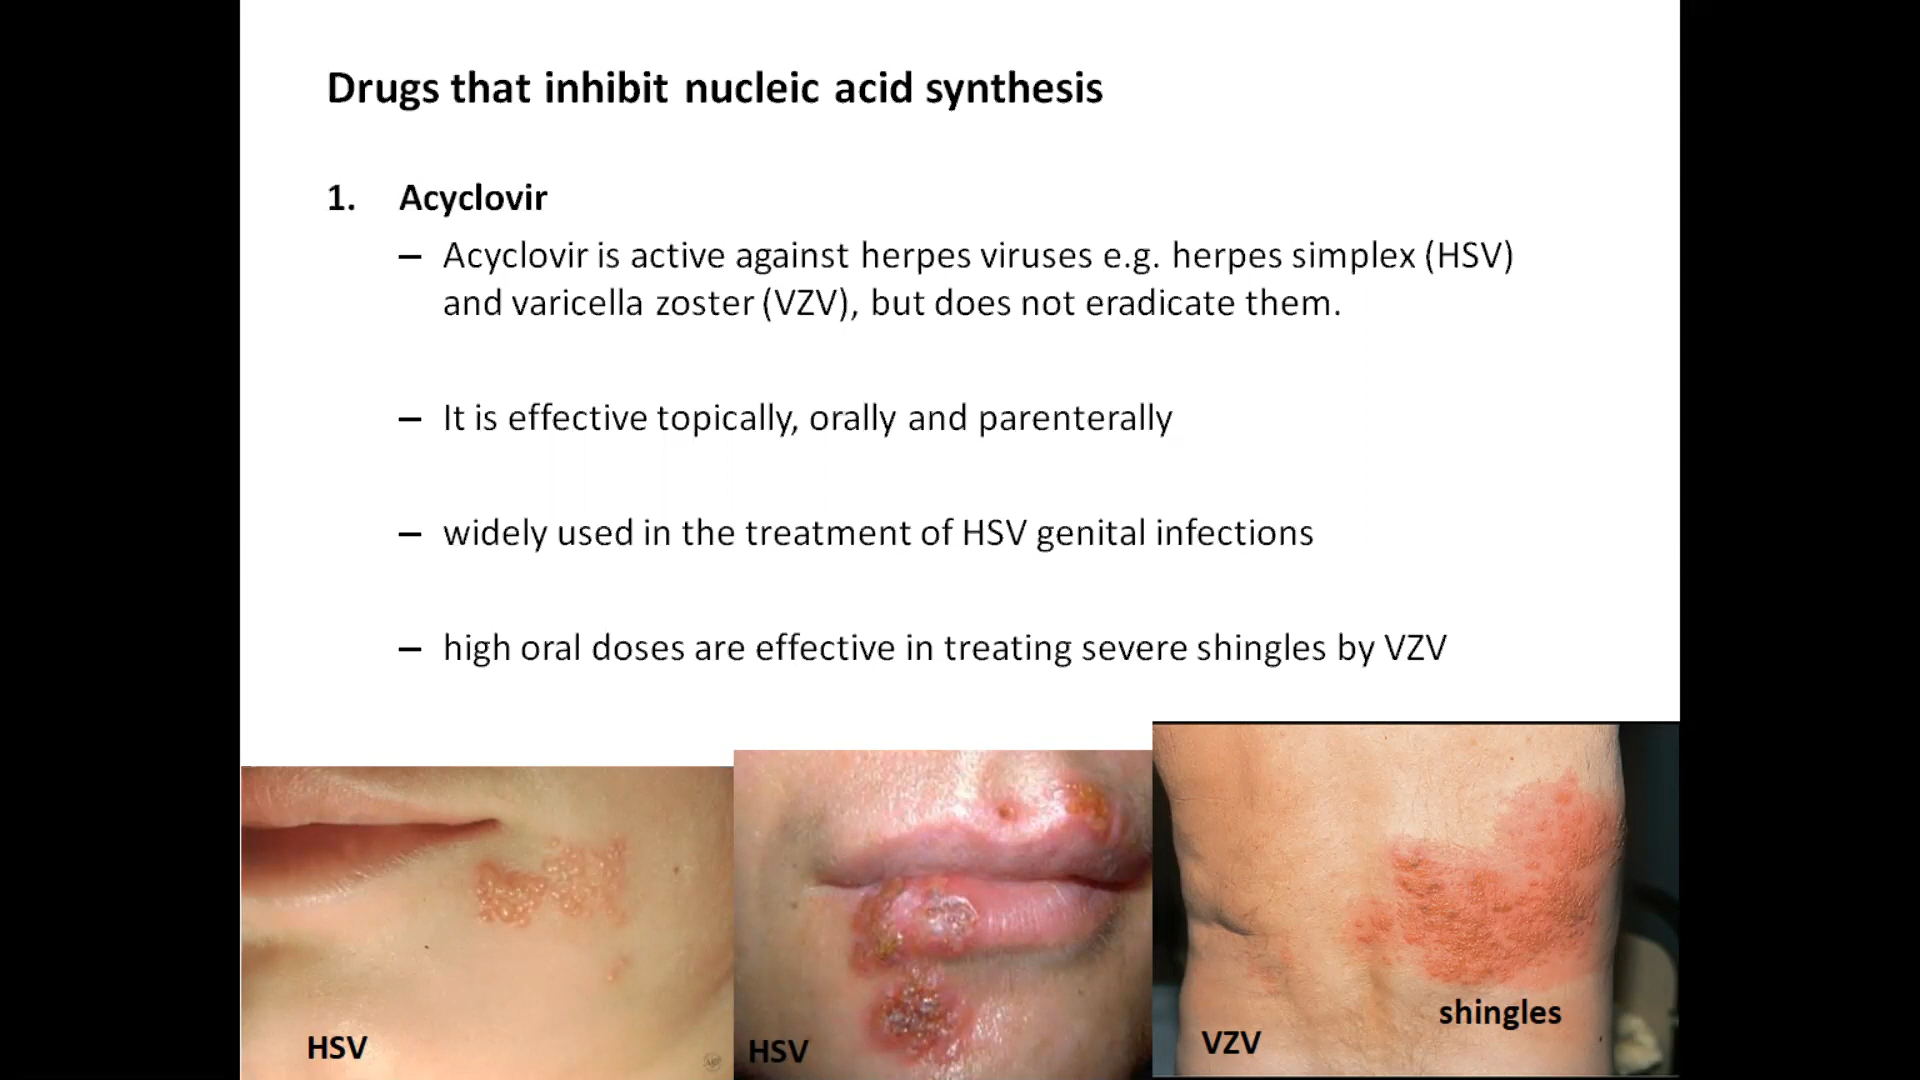 Drugs that inhibit nucleic acid synthesis
1. Acyclovir
– Acyclovir is active against herpes viruses e.g. herpes simplex (HSV)
and varicella zoster (VZV), but does not eradicate them.
– It is effective topically, orally and parenterally
– widely used in the treatment of HSV genital infections
– high oral doses are effective in treating severe shingles by VZV
HSV
HSV
VZV
shingles